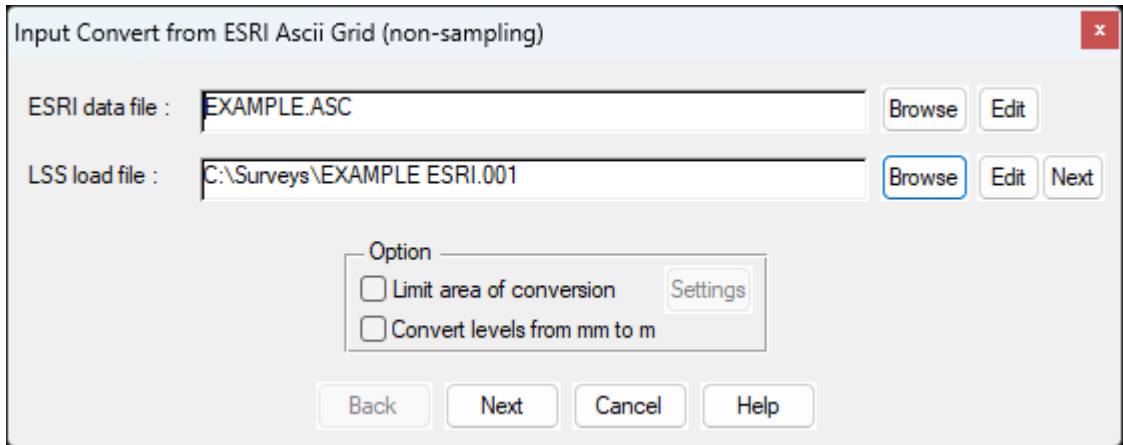 Input Convert from ESRI Ascii Grid (non-sampling) x
ESRI data file : EXAMPLE.ASC Browse Edit
LSS load file : C:\Surveys\EXAMPLE ESRI.001 Browse Edit Next
Option
Limit area of conversion Settings
Convert levels from mm to m
Back Next Cancel Help